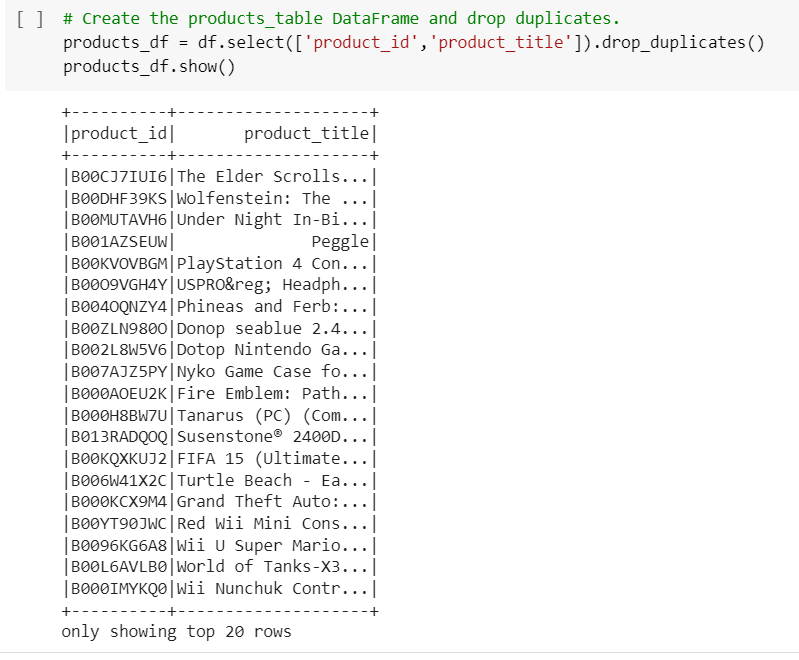 [ ] # Create the products_table DataFrame and drop duplicates.
products_df = df.select(['product_id','product_title']).drop_duplicates()
products_df.show()
+----------+--------------------+
|product_id|       product_title|
+----------+--------------------+
|B00CJ7IUI6|The Elder Scrolls...|
|B00DHF39KS|Wolfenstein: The ...|
|B00MUTAVH6|Under Night In-Bi...|
|B001AZSEUW|              Peggle|
|B00KVOVBGM|PlayStation 4 Con...|
|B00O9VGH4Y|USPRO&reg; Headph...|
|B004OQNZY4|Phineas and Ferb:...|
|B00ZLN980O|Donop seablue 2.4...|
|B002L8W5V6|Dotop Nintendo Ga...|
|B007AJZ5PY|Nyko Game Case fo...|
|B000AOEU2K|Fire Emblem: Path...|
|B000H8BW7U|Tanarus (PC) (Com...|
|B013RADQOQ|Susenstone® 2400D...|
|B00KQXKUJ2|FIFA 15 (Ultimate...|
|B006W41X2C|Turtle Beach - Ea...|
|B000KCX9M4|Grand Theft Auto:...|
|B00YT90JWC|Red Wii Mini Cons...|
|B0096KG6A8|Wii U Super Mario...|
|B00L6AVLB0|World of Tanks-X3...|
|B000IMYKQ0|Wii Nunchuk Contr...|
+----------+--------------------+
only showing top 20 rows